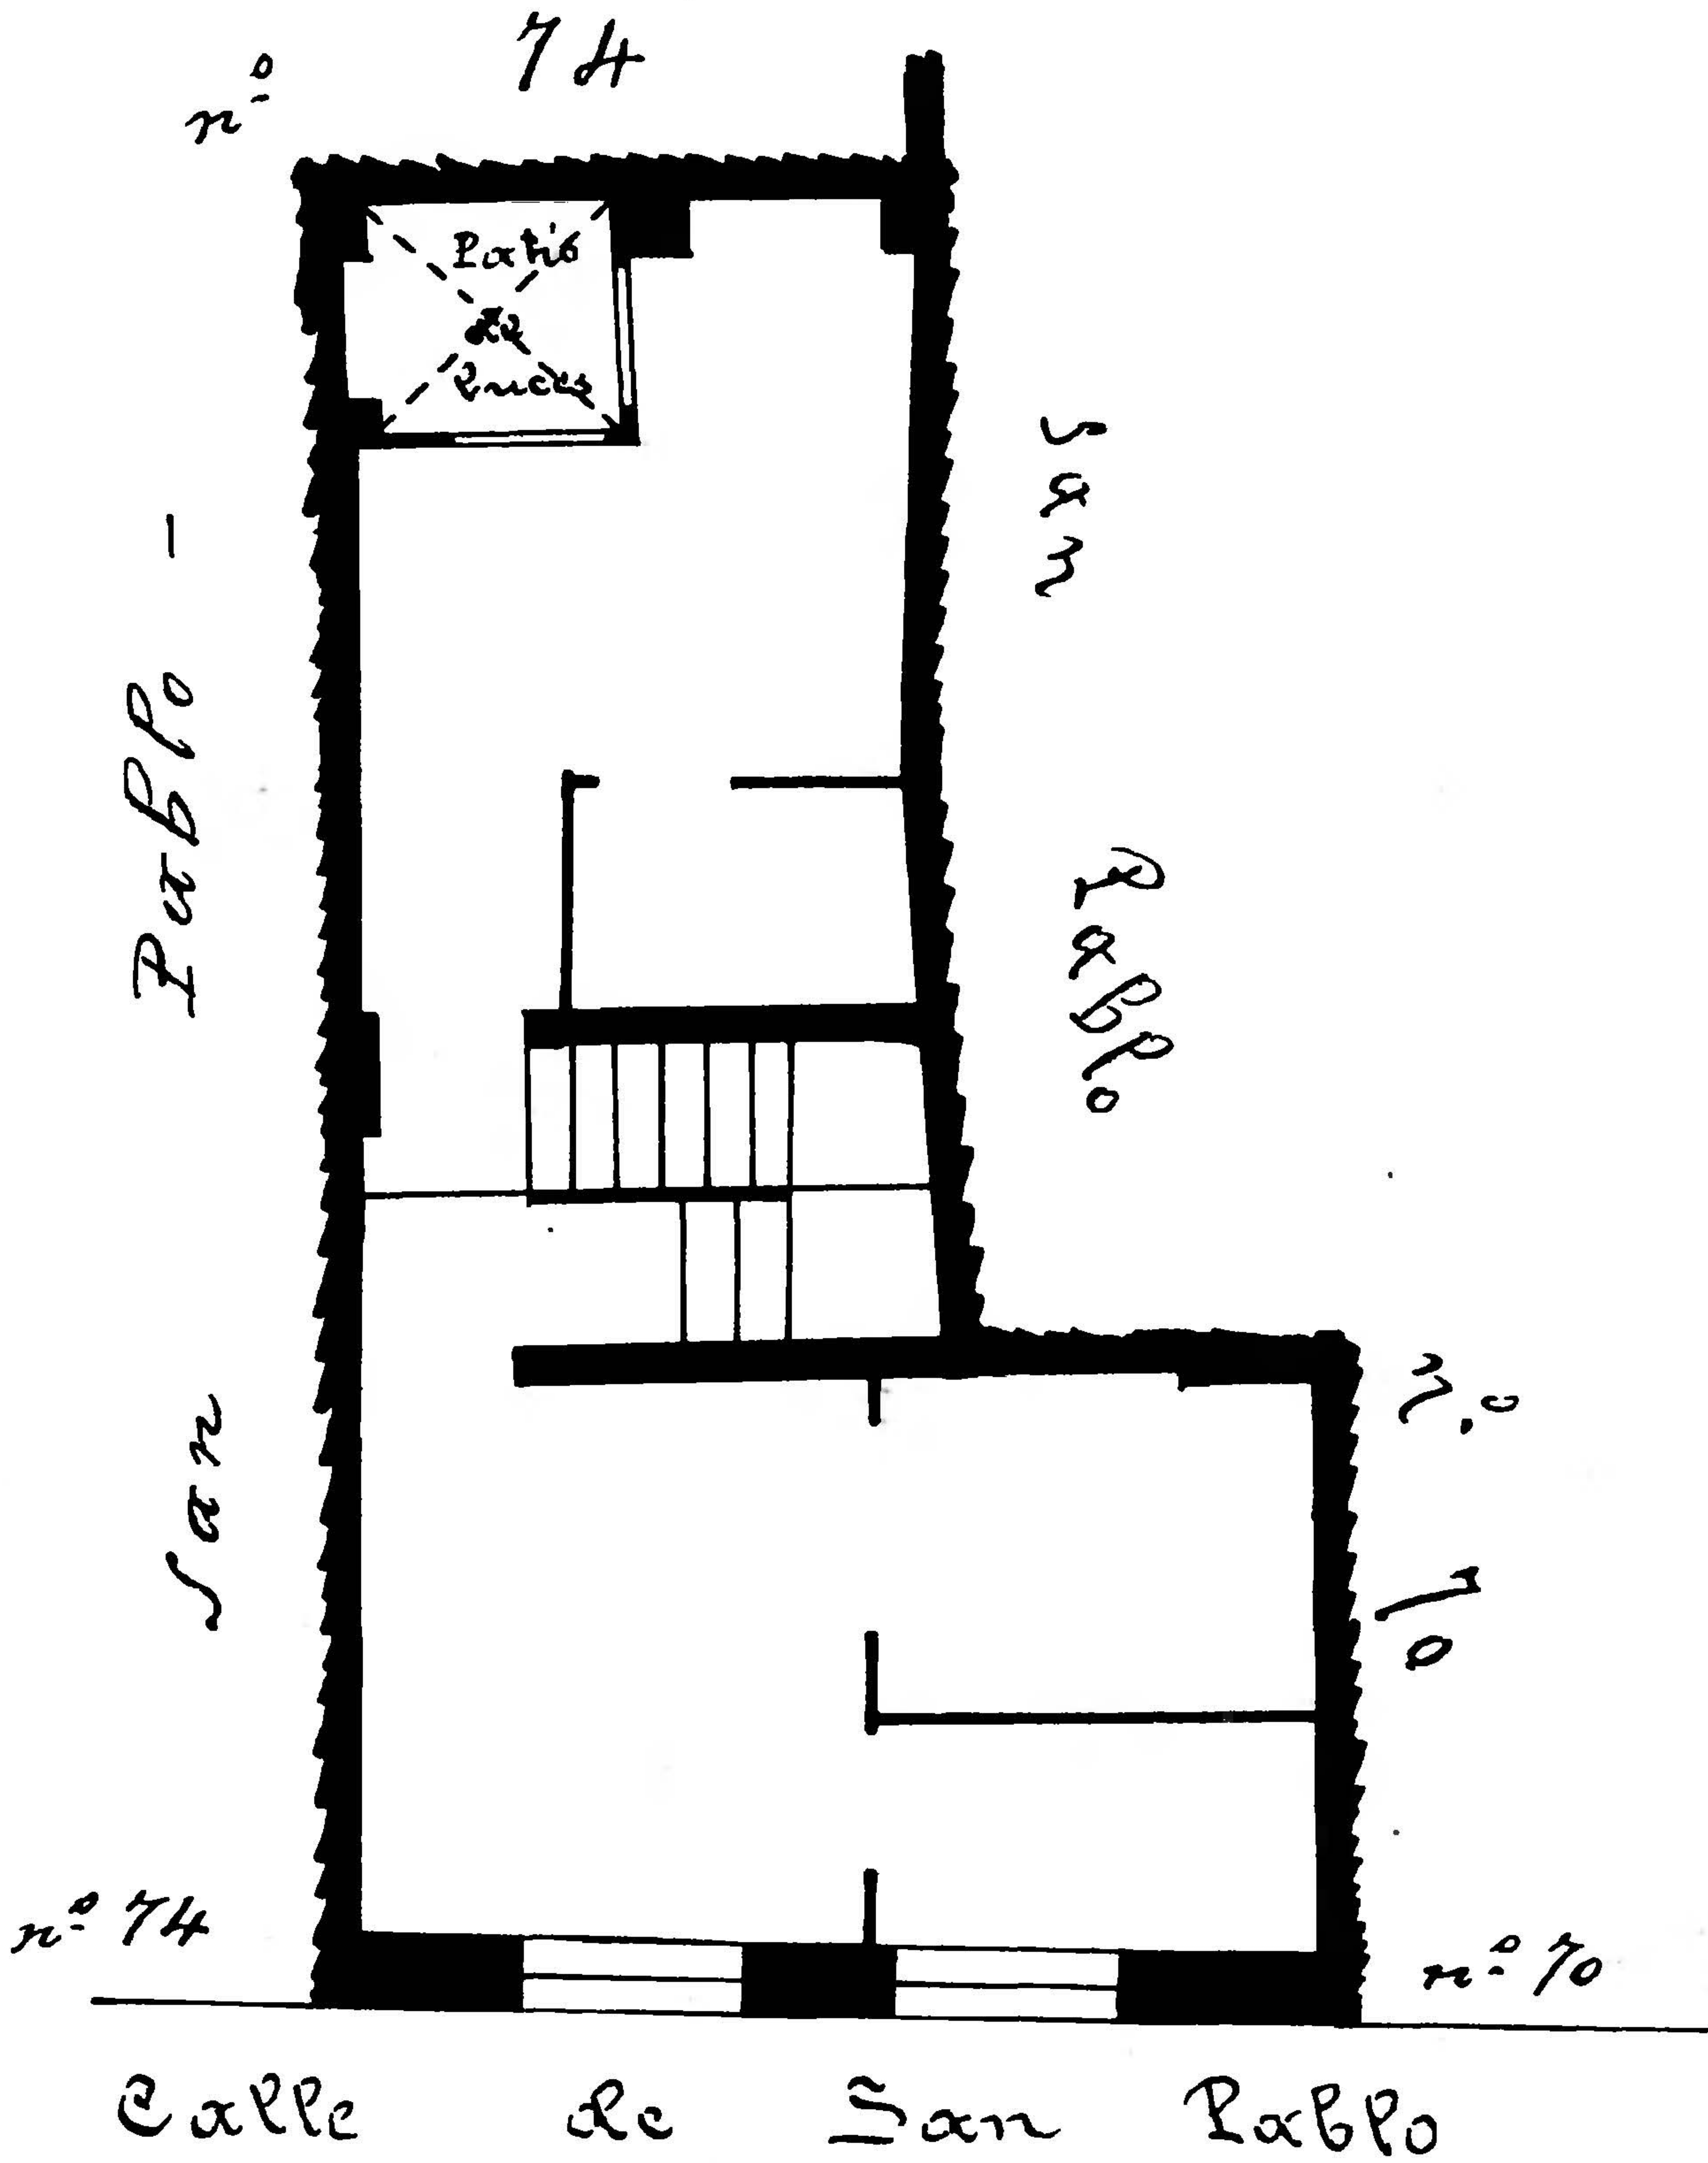 n.º 74
Patio
de
luces
San Pablo -
San
Pablo
n.º
70
n.º 74
n.º 70
Calle de San Pablo